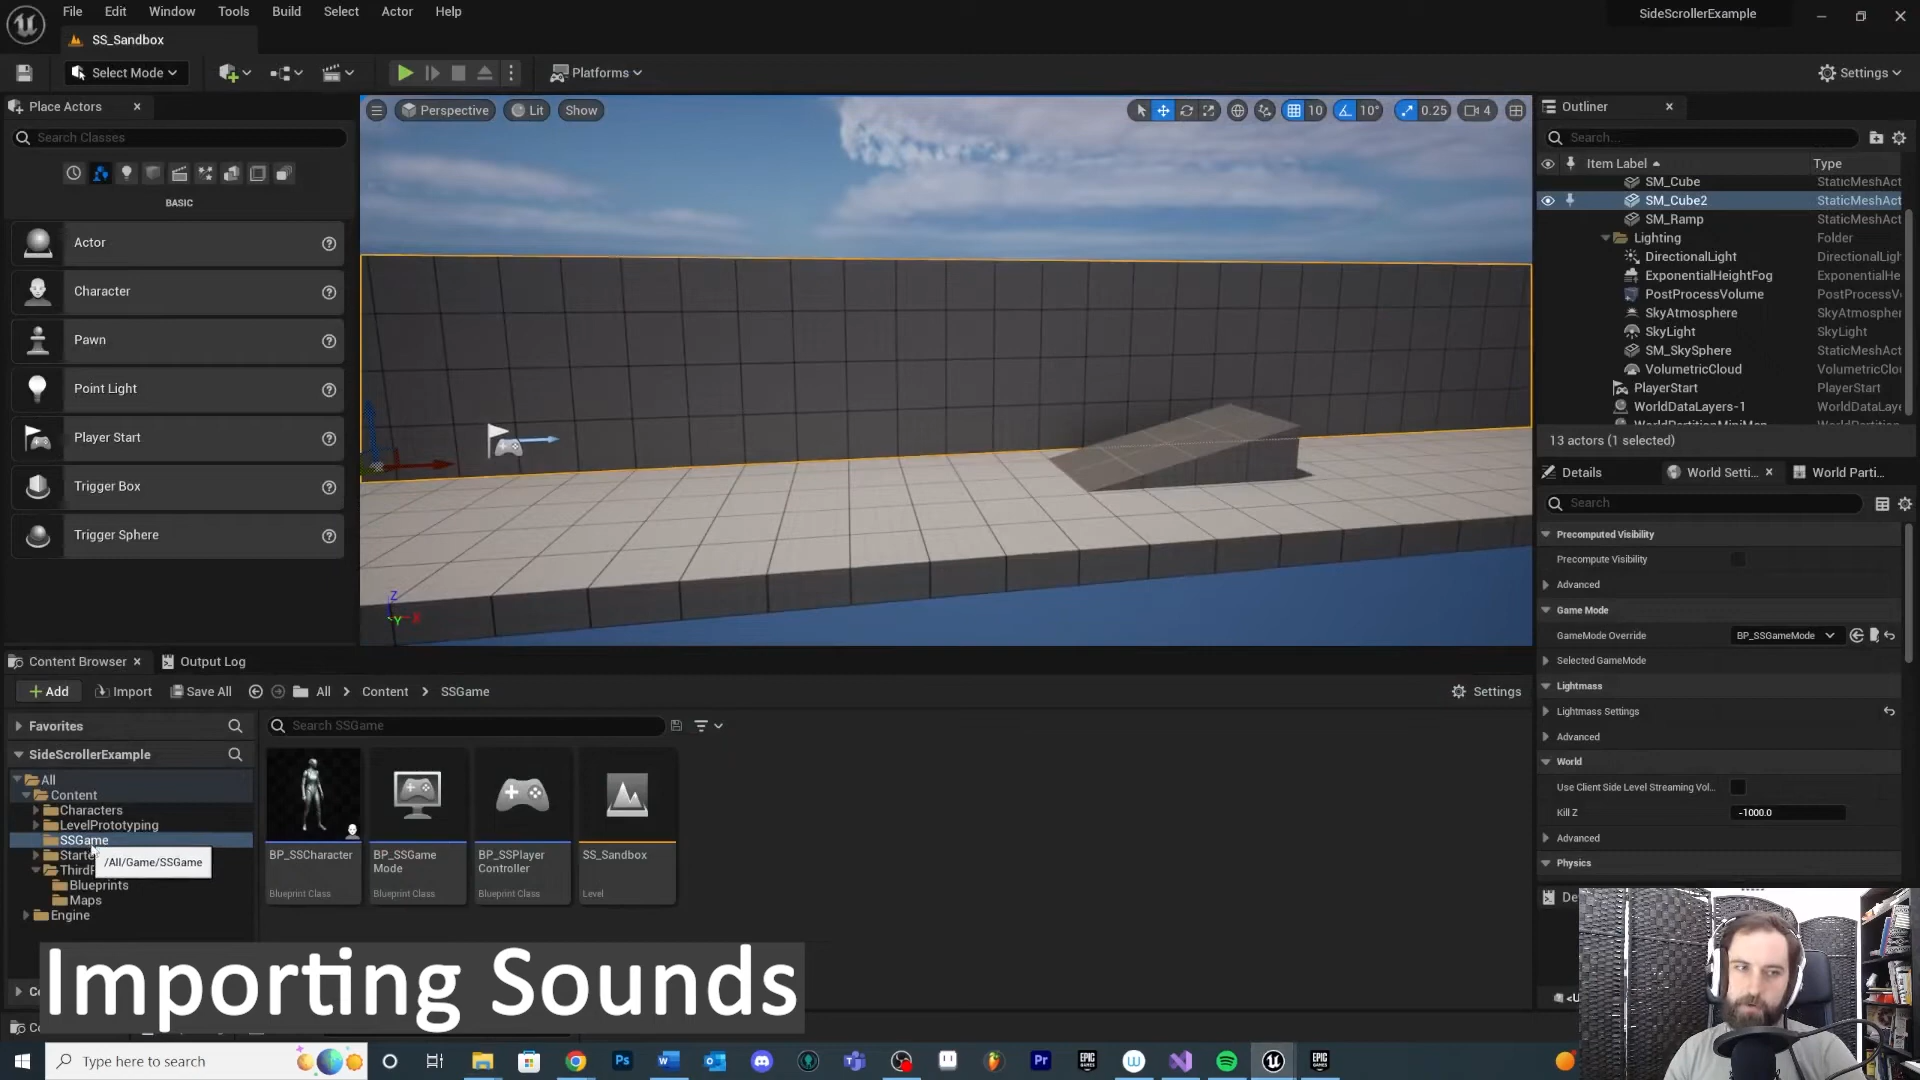 File Edit Window Tools Build Select Actor Help
SideScrollerExample
SS_Sandbox
Select Mode
Platforms
Settings
Place Actors
Search Classes
BASIC
Actor
Character
Pawn
Point Light
Player Start
Trigger Box
Trigger Sphere
Perspective Lit Show
10 10° 0.25 4
Z
Y X
Outliner
Search...
Item Label Type
SM_Cube StaticMeshAct
SM_Cube2 StaticMeshAct
SM_Ramp StaticMeshAct
Lighting Folder
DirectionalLight DirectionalLigh
ExponentialHeightFog ExponentialHe
PostProcessVolume PostProcessV
SkyAtmosphere SkyAtmospher
SkyLight SkyLight
SM_SkySphere StaticMeshAct
VolumetricCloud VolumetricClo
PlayerStart PlayerStart
WorldDataLayers-1 WorldDataLaye
13 actors (1 selected)
Details World Setti... World Parti...
Search
Precomputed Visibility
Precompute Visibility
Advanced
Game Mode
GameMode Override BP_SSGameMode
Selected GameMode
Lightmass
Lightmass Settings
Advanced
World
Use Client Side Level Streaming Vol...
Kill Z -1000.0
Advanced
Physics
De
Content Browser Output Log
Add Import Save All All > Content > SSGame
Settings
Favorites
SideScrollerExample
All
Content
Characters
LevelPrototyping
SSGame
Starte
/All/Game/SSGame
ThirdP
Blueprints
Maps
Engine
Search SSGame
BP_SSCharacter
Blueprint Class
BP_SSGame
Mode
Blueprint Class
BP_SSPlayer
Controller
Blueprint Class
SS_Sandbox
Level
Importing Sounds
Type here to search